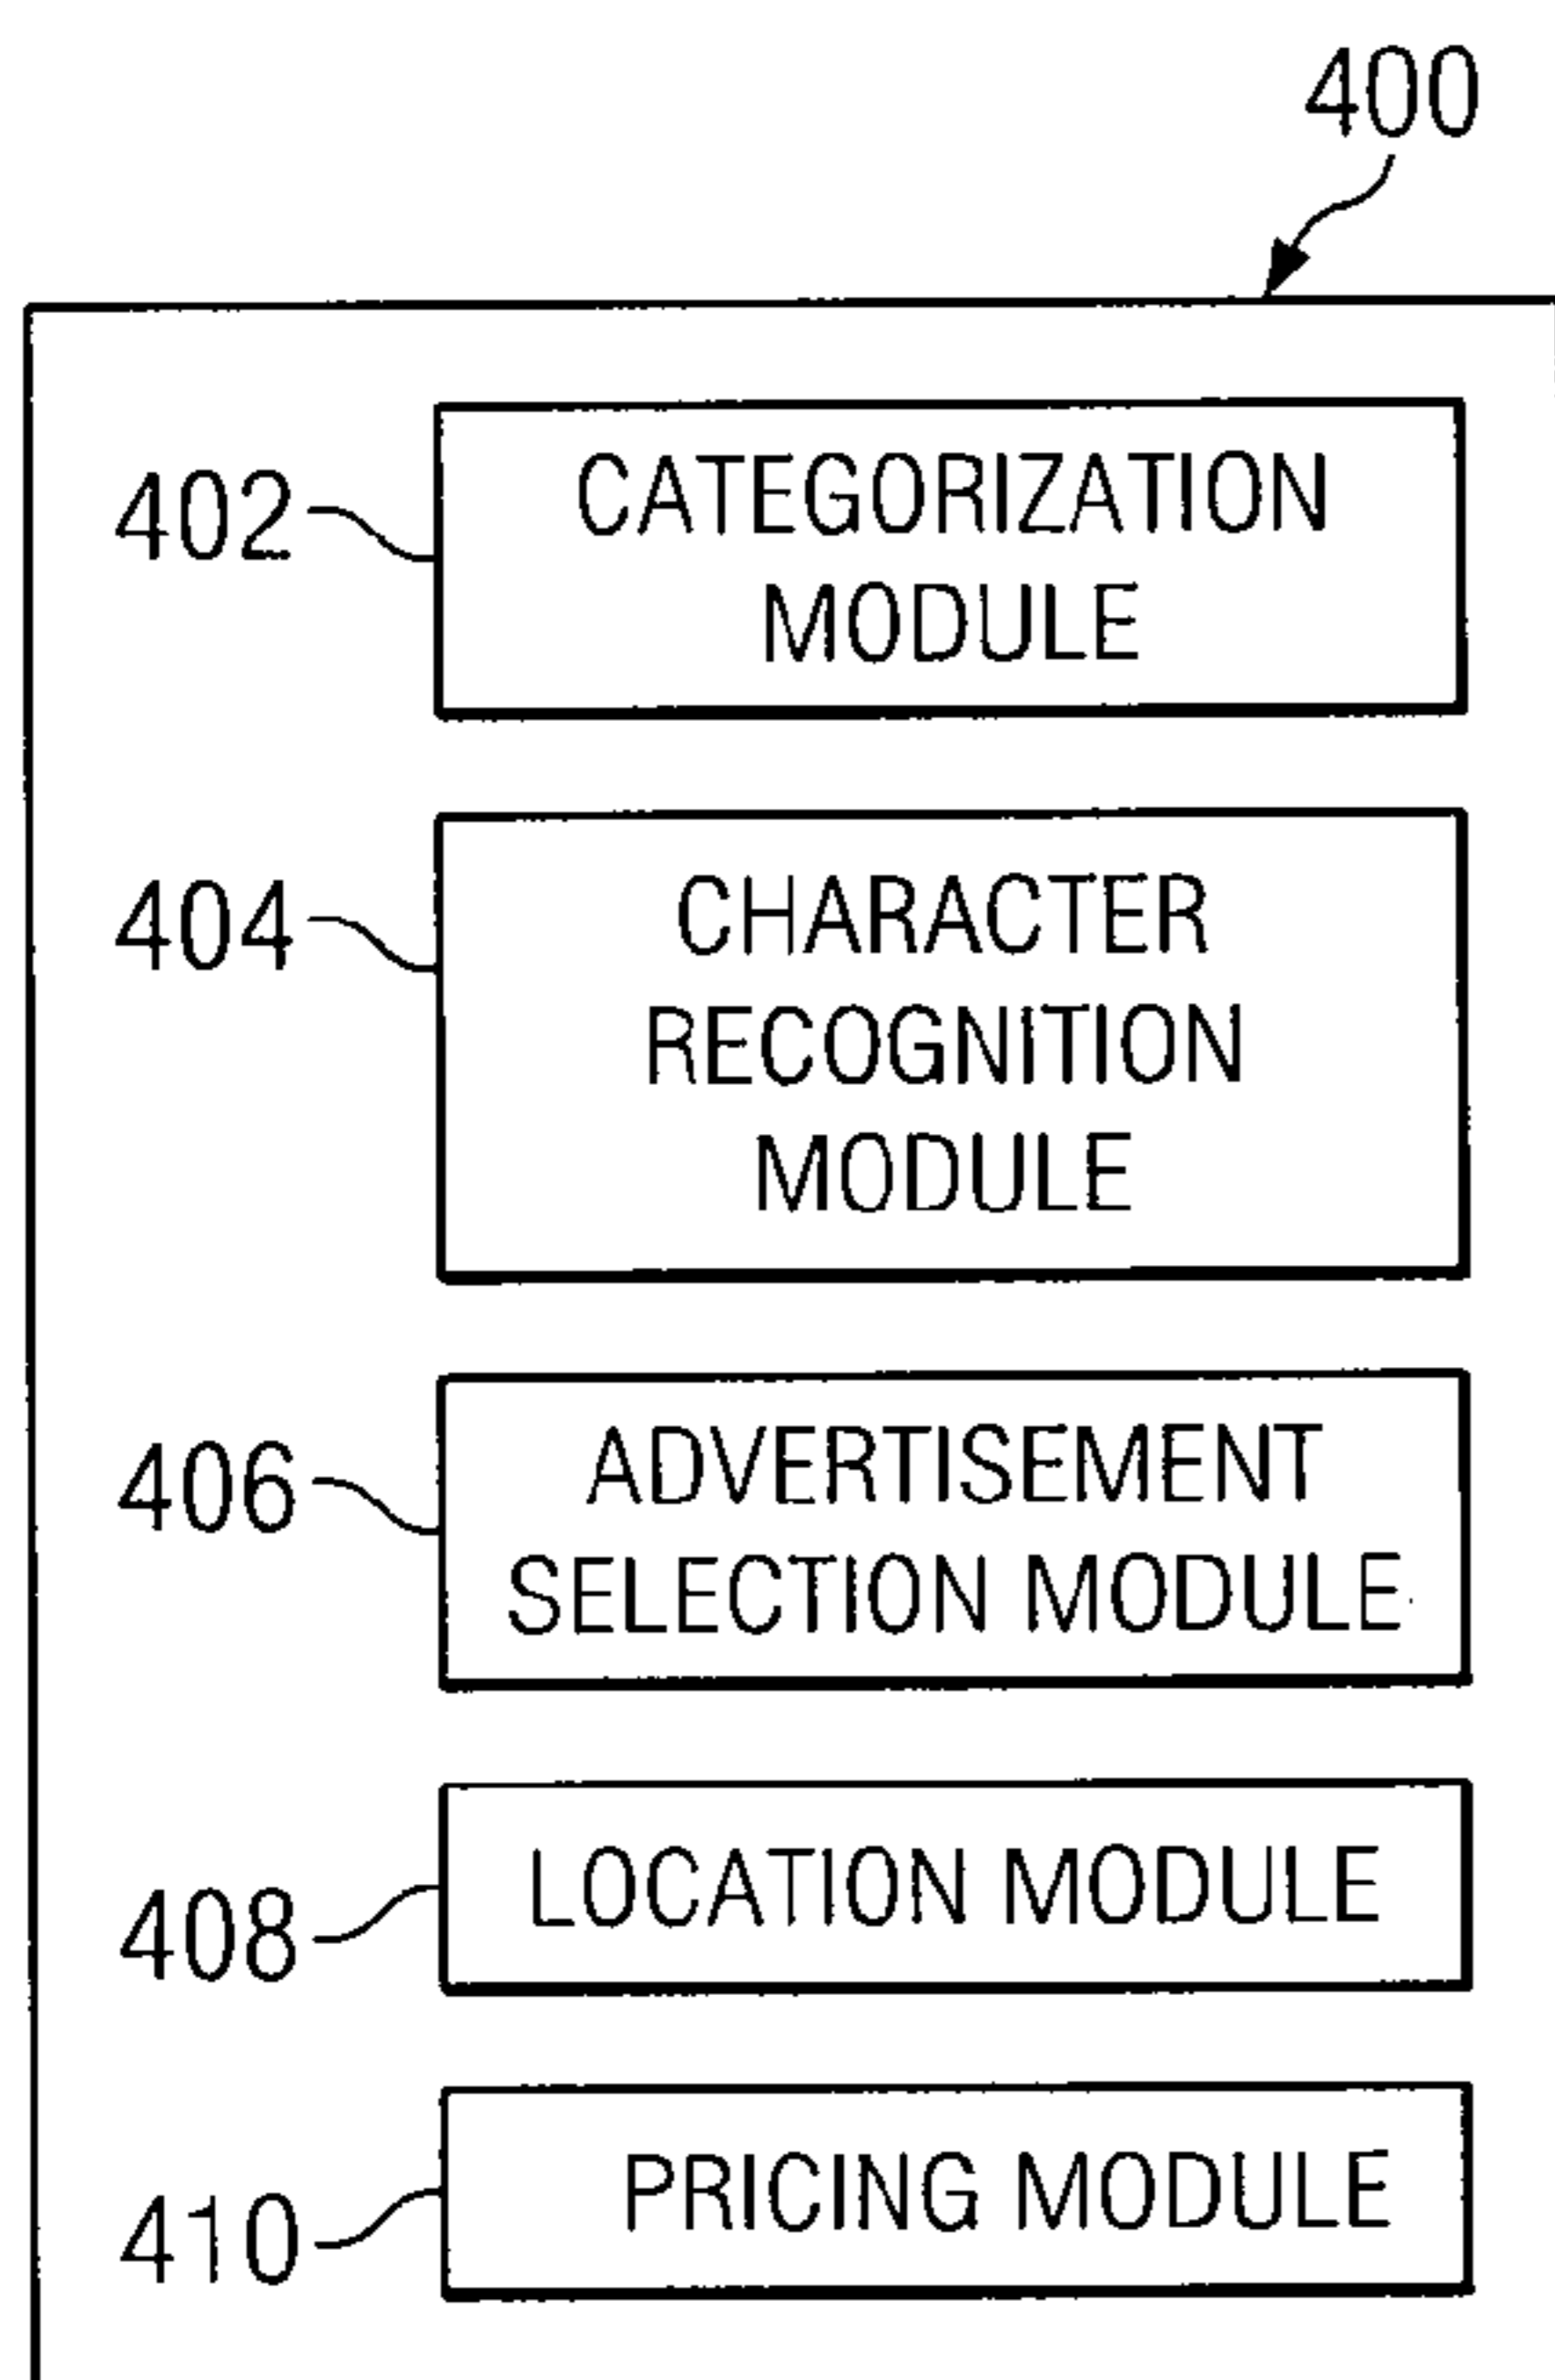 400
402
CATEGORIZATION
MODULE
404
CHARACTER
RECOGNITION
MODULE
406
ADVERTISEMENT
SELECTION MODULE
408
LOCATION MODULE
410
PRICING MODULE